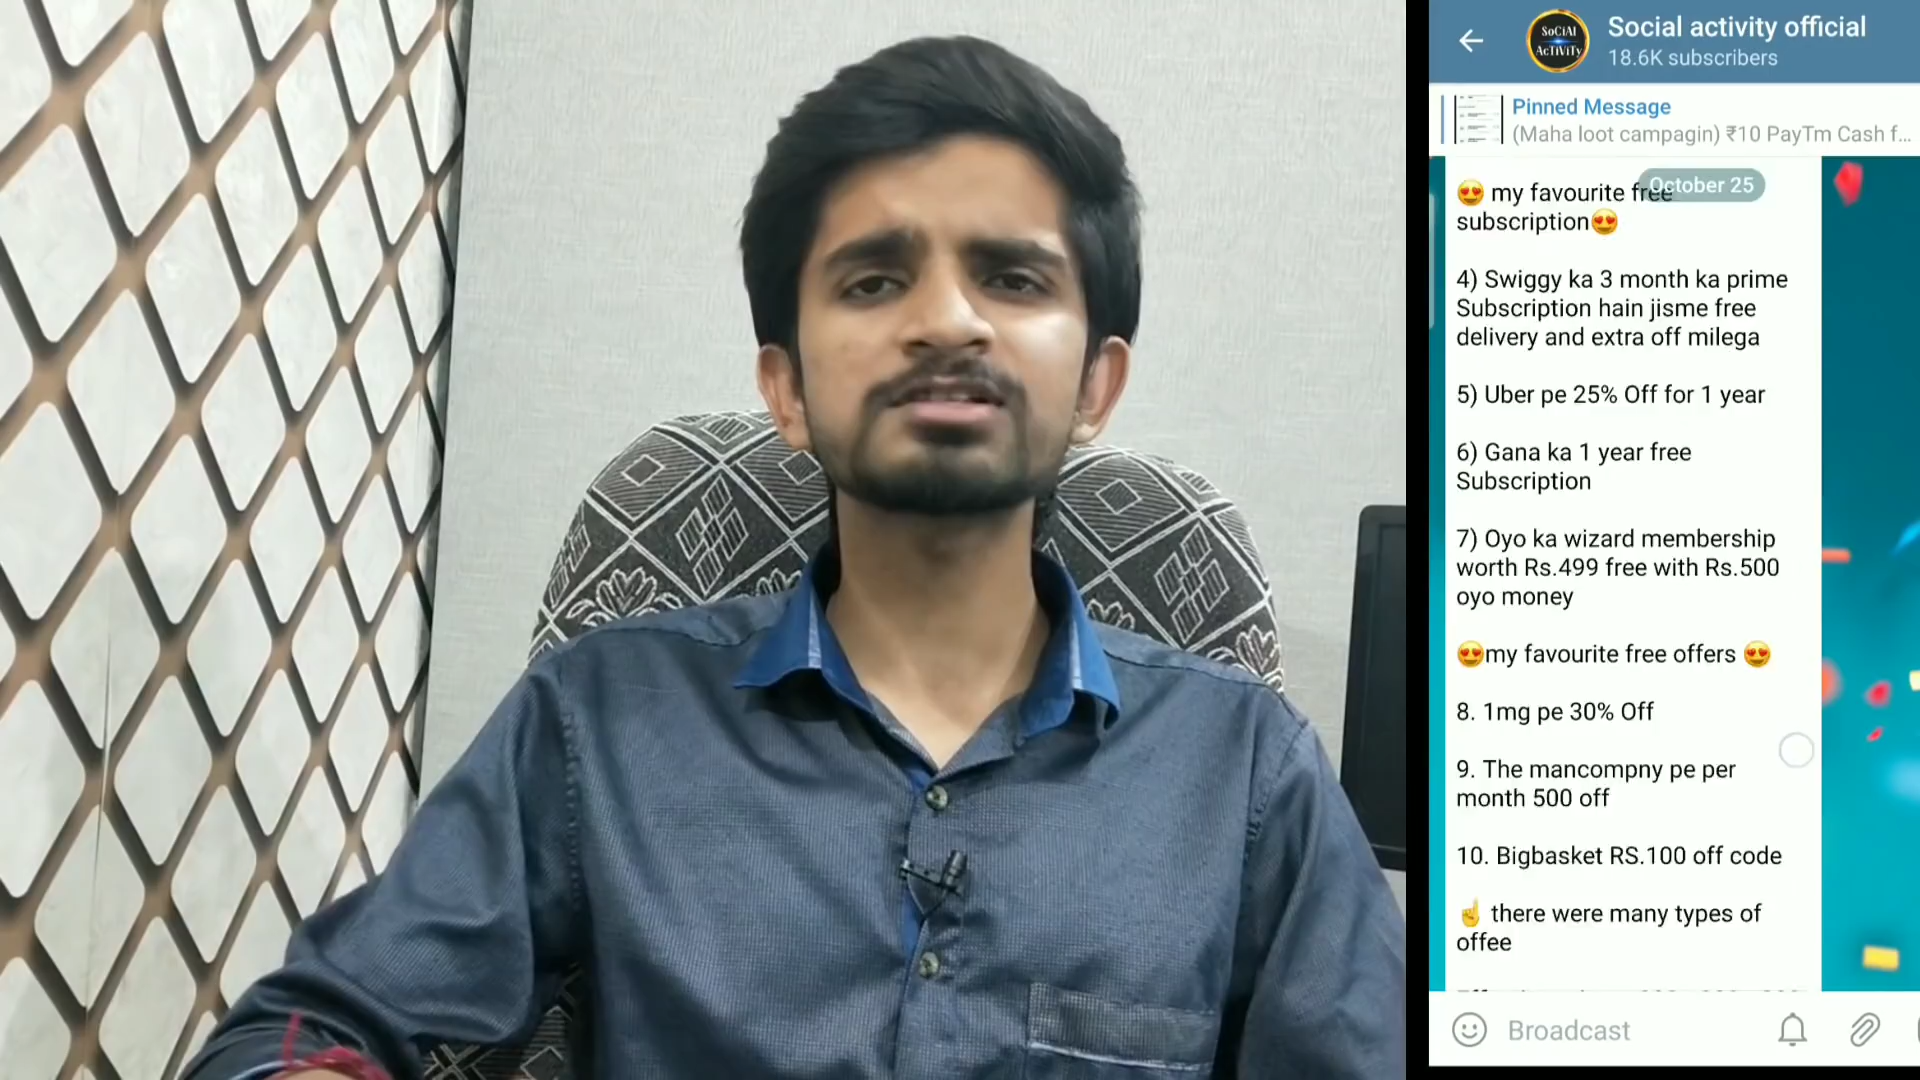 Social activity official
SoCiAl
AcTiViTy
18.6K subscribers
Pinned Message
(Maha loot campagin) ₹10 PayTm Cash f...
October 25
😍 my favourite free
subscription😍
4) Swiggy ka 3 month ka prime
Subscription hain jisme free
delivery and extra off milega
5) Uber pe 25% Off for 1 year
6) Gana ka 1 year free
Subscription
7) Oyo ka wizard membership
worth Rs.499 free with Rs.500
oyo money
😍my favourite free offers 😍
8. 1mg pe 30% Off
9. The mancompny pe per
month 500 off
10. Bigbasket RS.100 off code
☝ there were many types of
offee
Broadcast